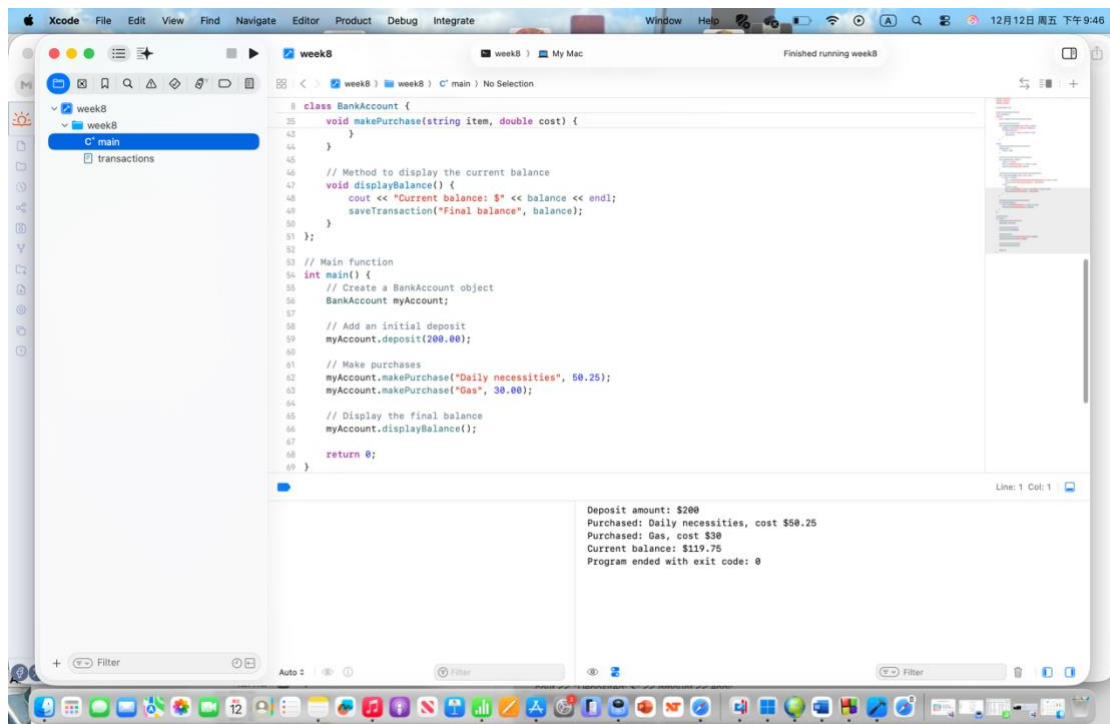 Xcode File Edit View Find Navigate Editor Product Debug Integrate Window Help 12月12日 周五 下午9:46
week8
week8 〉 My Mac
Finished running week8
week8 〉 week8 〉 main 〉 No Selection
week8
week8
main
transactions
8 class BankAccount {
35 void makePurchase(string item, double cost) {
43 }
44 }
45
46 // Method to display the current balance
47 void displayBalance() {
48 cout << "Current balance: $" << balance << endl;
49 saveTransaction("Final balance", balance);
50 }
51 };
52
53 // Main function
54 int main() {
55 // Create a BankAccount object
56 BankAccount myAccount;
57
58 // Add an initial deposit
59 myAccount.deposit(200.00);
60
61 // Make purchases
62 myAccount.makePurchase("Daily necessities", 50.25);
63 myAccount.makePurchase("Gas", 30.00);
64
65 // Display the final balance
66 myAccount.displayBalance();
67
68 return 0;
69 }
Line: 1 Col: 1
Deposit amount: $200
Purchased: Daily necessities, cost $50.25
Purchased: Gas, cost $30
Current balance: $119.75
Program ended with exit code: 0
Filter
Auto
Filter
Filter